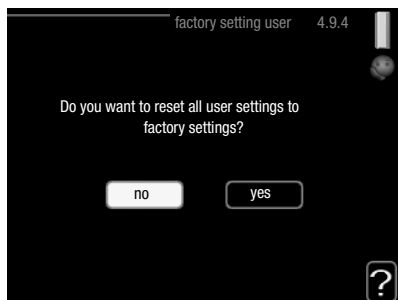 factory setting user 4.9.4
Do you want to reset all user settings to
factory settings?
no yes
?